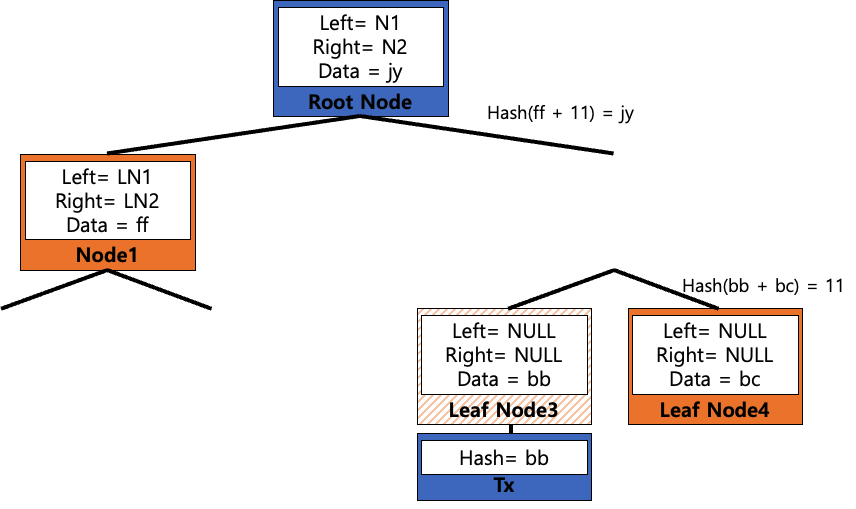 Left= N1
Right= N2
Data = jy
Root Node
Hash(ff + 11) = jy
Left= LN1
Right= LN2
Data = ff
Node1
Hash(bb + bc) = 11
Left= NULL
Right= NULL
Data = bb
Leaf Node3
Left= NULL
Right= NULL
Data = bc
Leaf Node4
Hash= bb
Tx